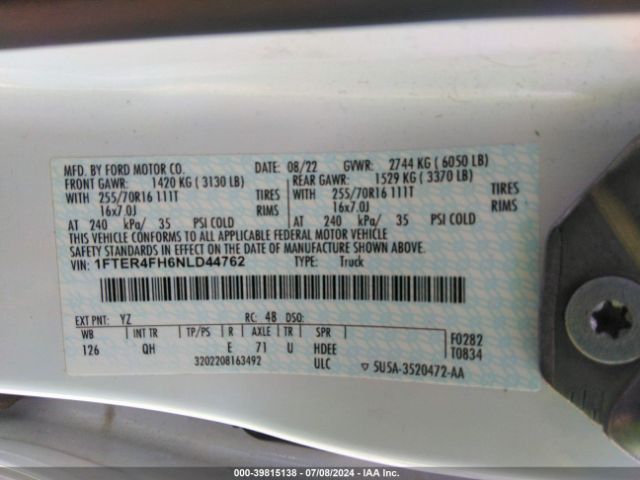 MFD. BY FORD MOTOR CO. DATE: 08/22 GVWR: 2744 KG ( 6050 LB)
FRONT GAWR: 1420 KG ( 3130 LB) REAR GAWR: 1529 KG ( 3370 LB)
WITH 255/70R16 111T TIRES WITH 255/70R16 111T TIRES
16x7.0J RIMS 16x7.0J RIMS
AT 240 kPa/ 35 PSI COLD AT 240 kPa/ 35 PSI COLD
THIS VEHICLE CONFORMS TO ALL APPLICABLE FEDERAL MOTOR VEHICLE
SAFETY STANDARDS IN EFFECT ON THE DATE OF MANUFACTURE SHOWN ABOVE.
VIN: 1FTER4FH6NLD44762 TYPE: Truck
EXT PNT: YZ RC: 48 DSO:
WB INT TR TP/PS R AXLE TR SPR F0282
126 QH E 71 U HDEE T0834
3202208163492 ULC ▽ 5U5A-3520472-AA
000-39815138 - 07/08/2024 - IAA Inc.